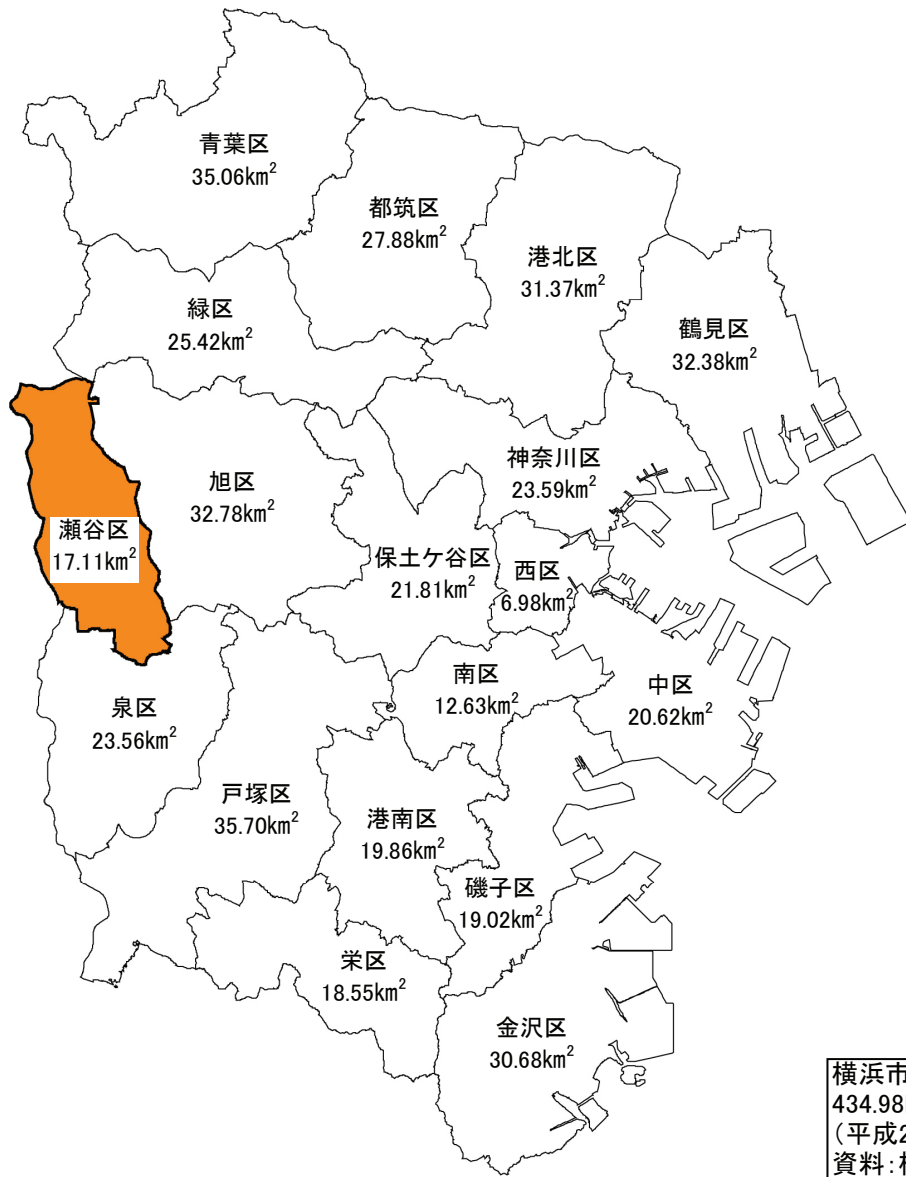 青葉区
35.06km²
都筑区
27.88km²
港北区
31.37km²
緑区
25.42km²
鶴見区
32.38km²
神奈川区
23.59km²
旭区
32.78km²
瀬谷区
17.11km²
保土ケ谷区
21.81km²
西区
6.98km²
南区
12.63km²
中区
20.62km²
泉区
23.56km²
戸塚区
35.70km²
港南区
19.86km²
磯子区
19.02km²
栄区
18.55km²
金沢区
30.68km²
横浜市
434.98
(平成2
資料: